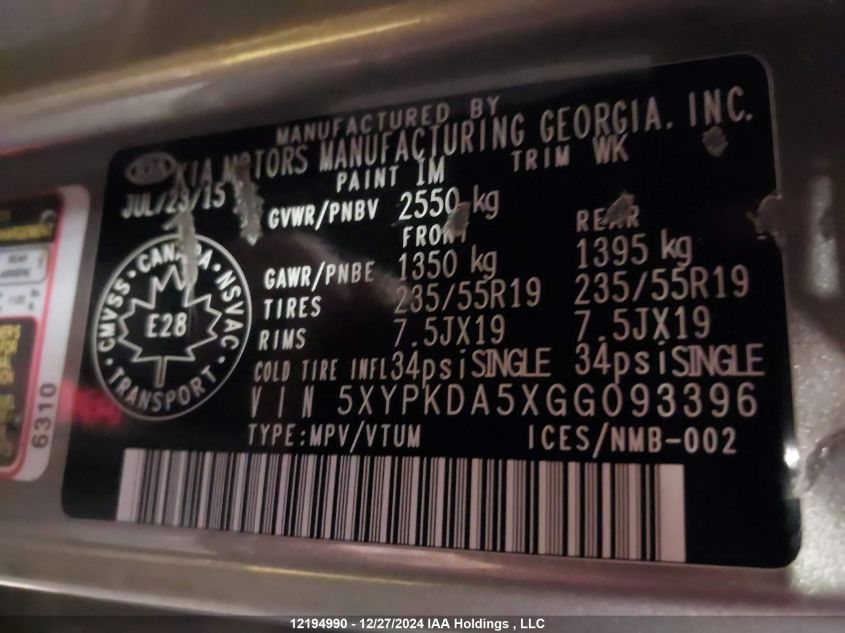 MANUFACTURED BY
KIA KIA MOTORS MANUFACTURING GEORGIA. INC.
JUL/23/15 PAINT 1M TRIM WK
GVWR/PNBV 2550 kg
FRONT REAR
GAWR/PNBE 1350 kg 1395 kg
TIRES 235/55R19 235/55R19
RIMS 7.5JX19 7.5JX19
COLD TIRE INFL 34psi SINGLE 34psi SINGLE
VIN 5XYPKDA5XGG093396
TYPE:MPV/VTUM ICES/NMB-002
CMVSS · CANADA · NSVAC · TRANSPORT ·
E28
6310
12194990 - 12/27/2024 IAA Holdings , LLC